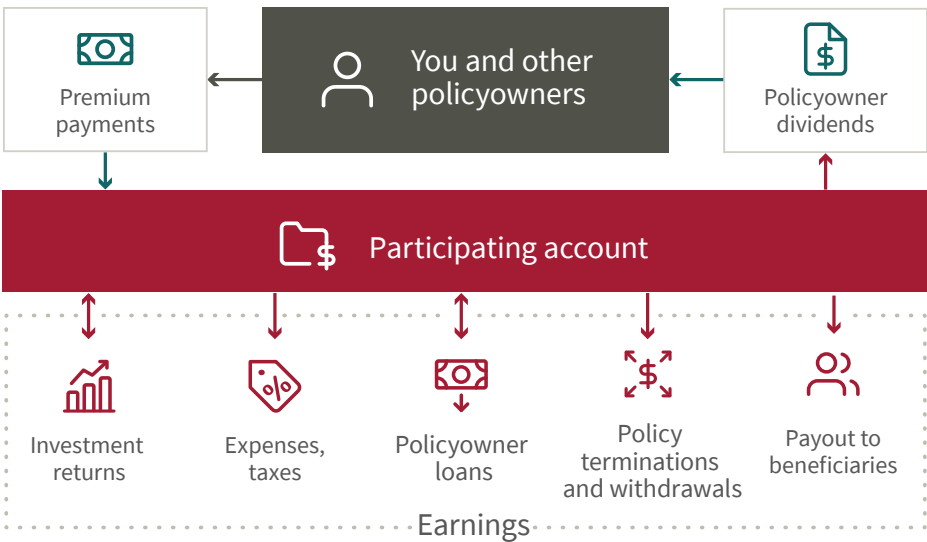 Premium
payments
You and other
policyowners
$
Policyowner
dividends
$
Participating account
Investment
returns
%
Expenses,
taxes
Policyowner
loans
$
Policy
terminations
and withdrawals
Payout to
beneficiaries
Earnings